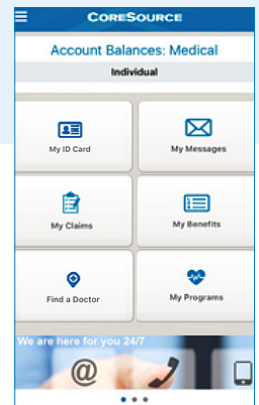 CORESOURCE
Account Balances: Medical
Individual
My ID Card
My Messages
My Claims
My Benefits
Find a Doctor
My Programs
We are here for you 24/7
@